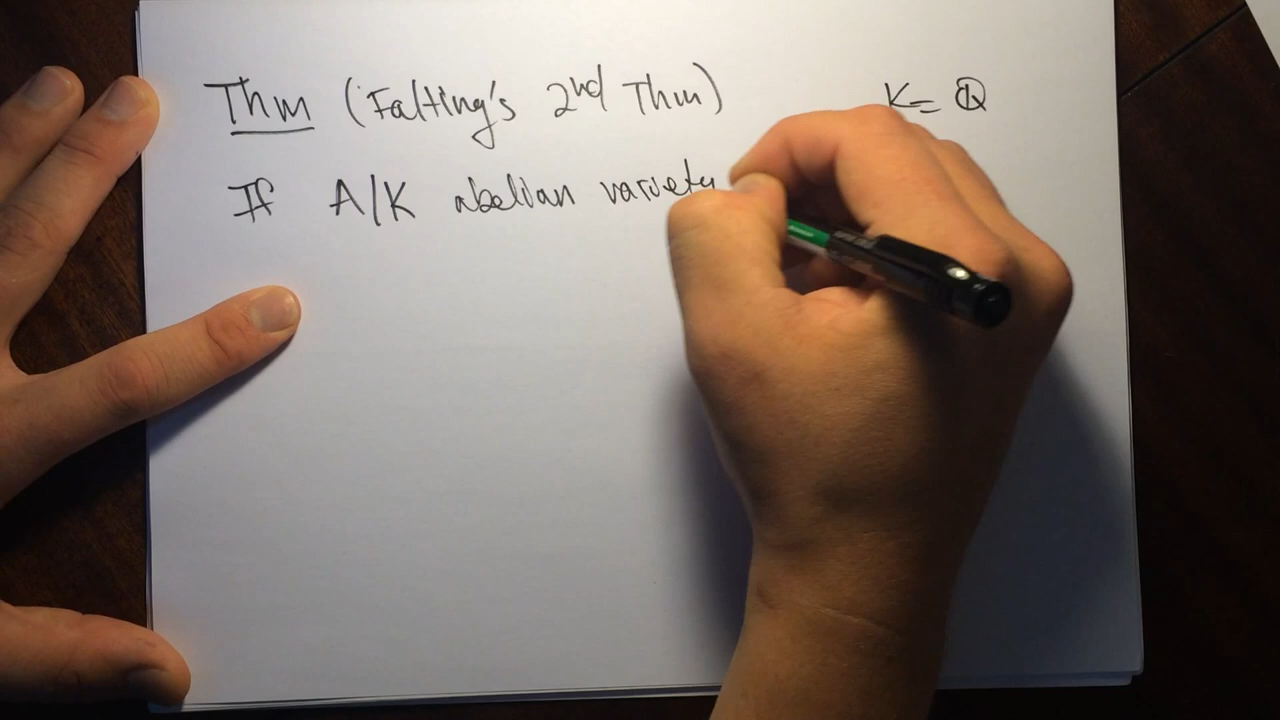 Thm (Falting's 2nd Thm) K = Q
If A/K abelian variety